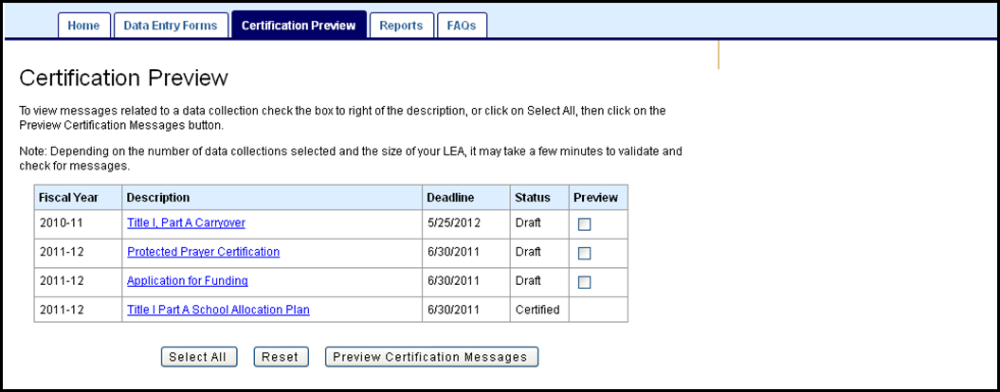 Home Data Entry Forms Certification Preview Reports FAQs
Certification Preview
To view messages related to a data collection check the box to right of the description, or click on Select All, then click on the
Preview Certification Messages button.
Note: Depending on the number of data collections selected and the size of your LEA, it may take a few minutes to validate and
check for messages.
Fiscal Year Description Deadline Status Preview
2010-11 Title I, Part A Carryover 5/25/2012 Draft
2011-12 Protected Prayer Certification 6/30/2011 Draft
2011-12 Application for Funding 6/30/2011 Draft
2011-12 Title I Part A School Allocation Plan 6/30/2011 Certified
Select All Reset Preview Certification Messages